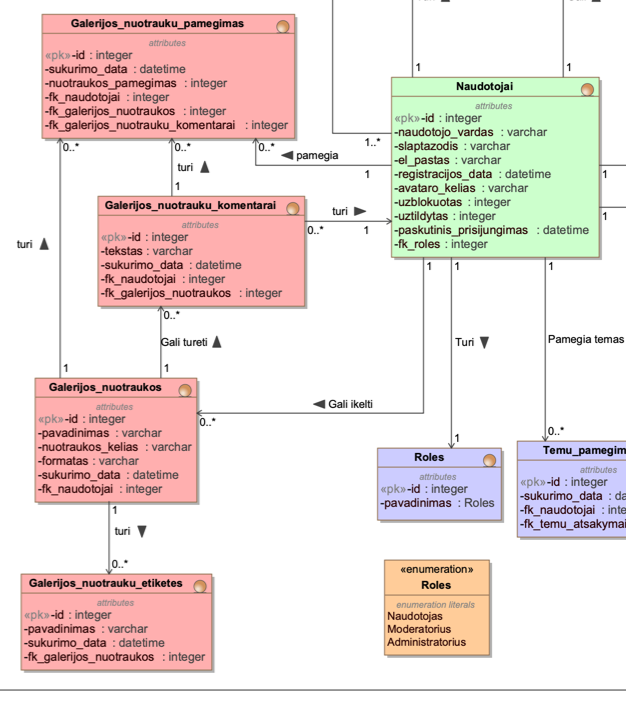 Galerijos_nuotrauku_pamegimas
attributes
«pk»-id : integer
-sukurimo_data : datetime
-nuotraukos_pamegimas : integer
-fk_naudotojai : integer
-fk_galerijos_nuotraukos : integer
-fk_galerijos_nuotrauku_komentarai : integer
1
1
Naudotojai
attributes
«pk»-id : integer
-naudotojo_vardas : varchar
-slaptazodis : varchar
-el_pastas : varchar
-registracijos_data : datetime
-avataro_kelias : varchar
-uzblokuotas : integer
-uztildytas : integer
-paskutinis_prisijungimas : datetime
-fk_roles : integer
1..*
0..*
0..*
0..*
pamegia
1
1
1
turi
1
Galerijos_nuotrauku_komentarai
attributes
«pk»-id : integer
-tekstas : varchar
-sukurimo_data : datetime
-fk_naudotojai : integer
-fk_galerijos_nuotraukos : integer
turi
0..*
1
turi
0..*
Gali tureti
1
1
1
1
1
Turi
Pamegia temas
Galerijos_nuotraukos
attributes
«pk»-id : integer
-pavadinimas : varchar
-nuotraukos_kelias : varchar
-formatas : varchar
-sukurimo_data : datetime
-fk_naudotojai : integer
Gali ikelti
0..*
1
0..*
Roles
attributes
«pk»-id : integer
-pavadinimas : Roles
Temu_pamegim
attributes
«pk»-id : integer
-sukurimo_data : da
-fk_naudotojai : inte
-fk_temu_atsakymai
1
turi
0..*
Galerijos_nuotrauku_etiketes
attributes
«pk»-id : integer
-pavadinimas : varchar
-sukurimo_data : datetime
-fk_galerijos_nuotraukos : integer
«enumeration»
Roles
enumeration literals
Naudotojas
Moderatorius
Administratorius